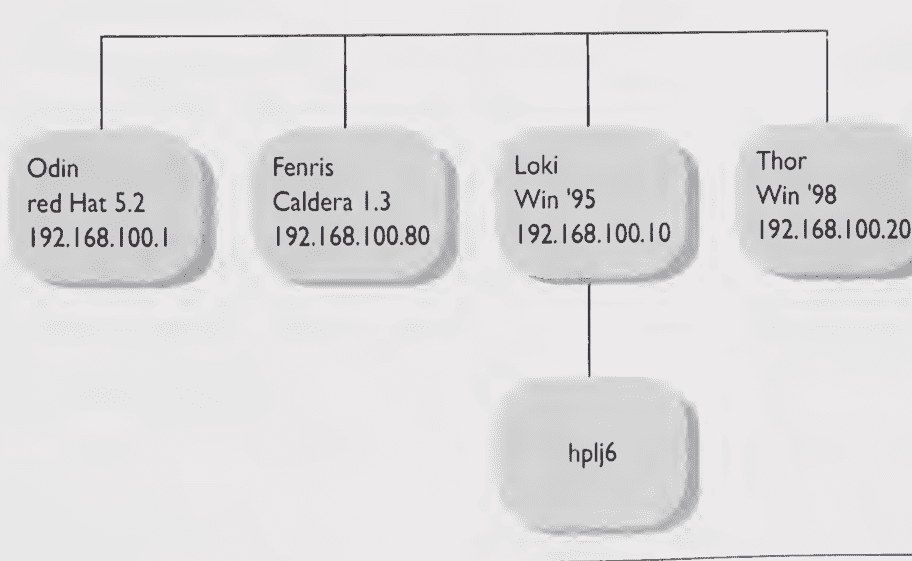 Odin
red Hat 5.2
192.168.100.1
Fenris
Caldera 1.3
192.168.100.80
Loki
Win '95
192.168.100.10
Thor
Win '98
192.168.100.20
hplj6